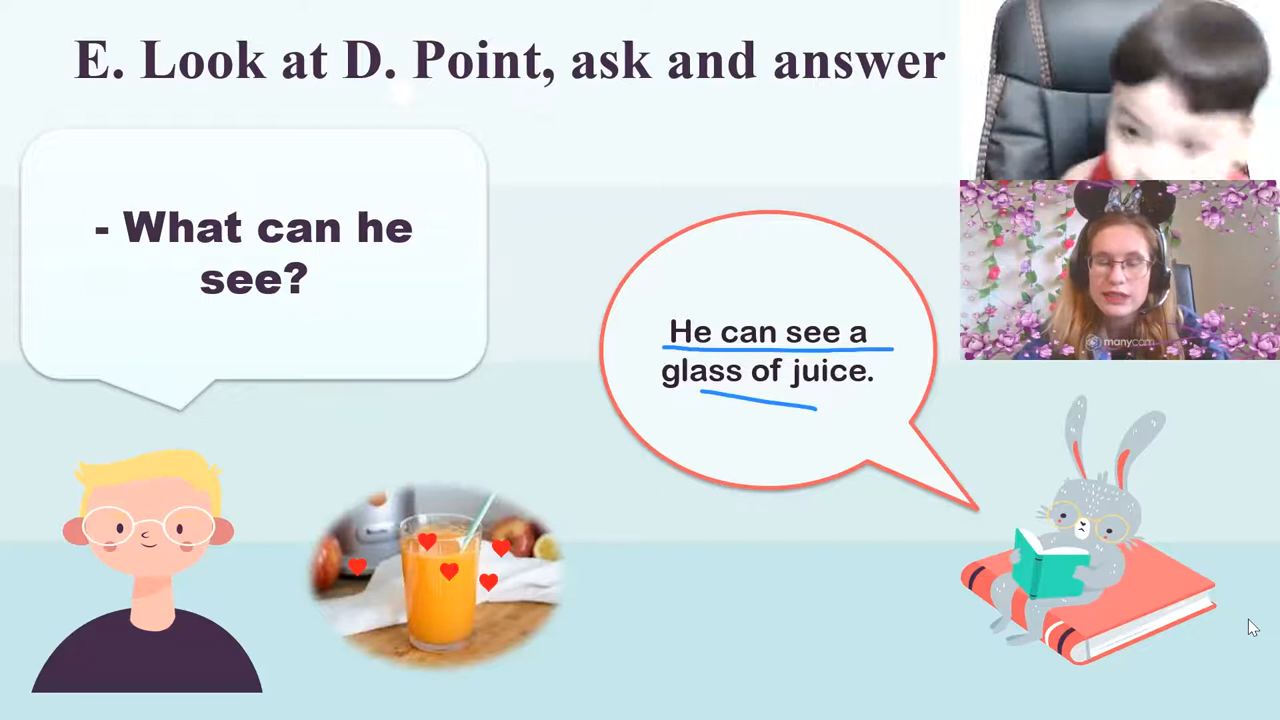 E. Look at D. Point, ask and answer
- What can he
see?
He can see a
glass of juice.
manycam